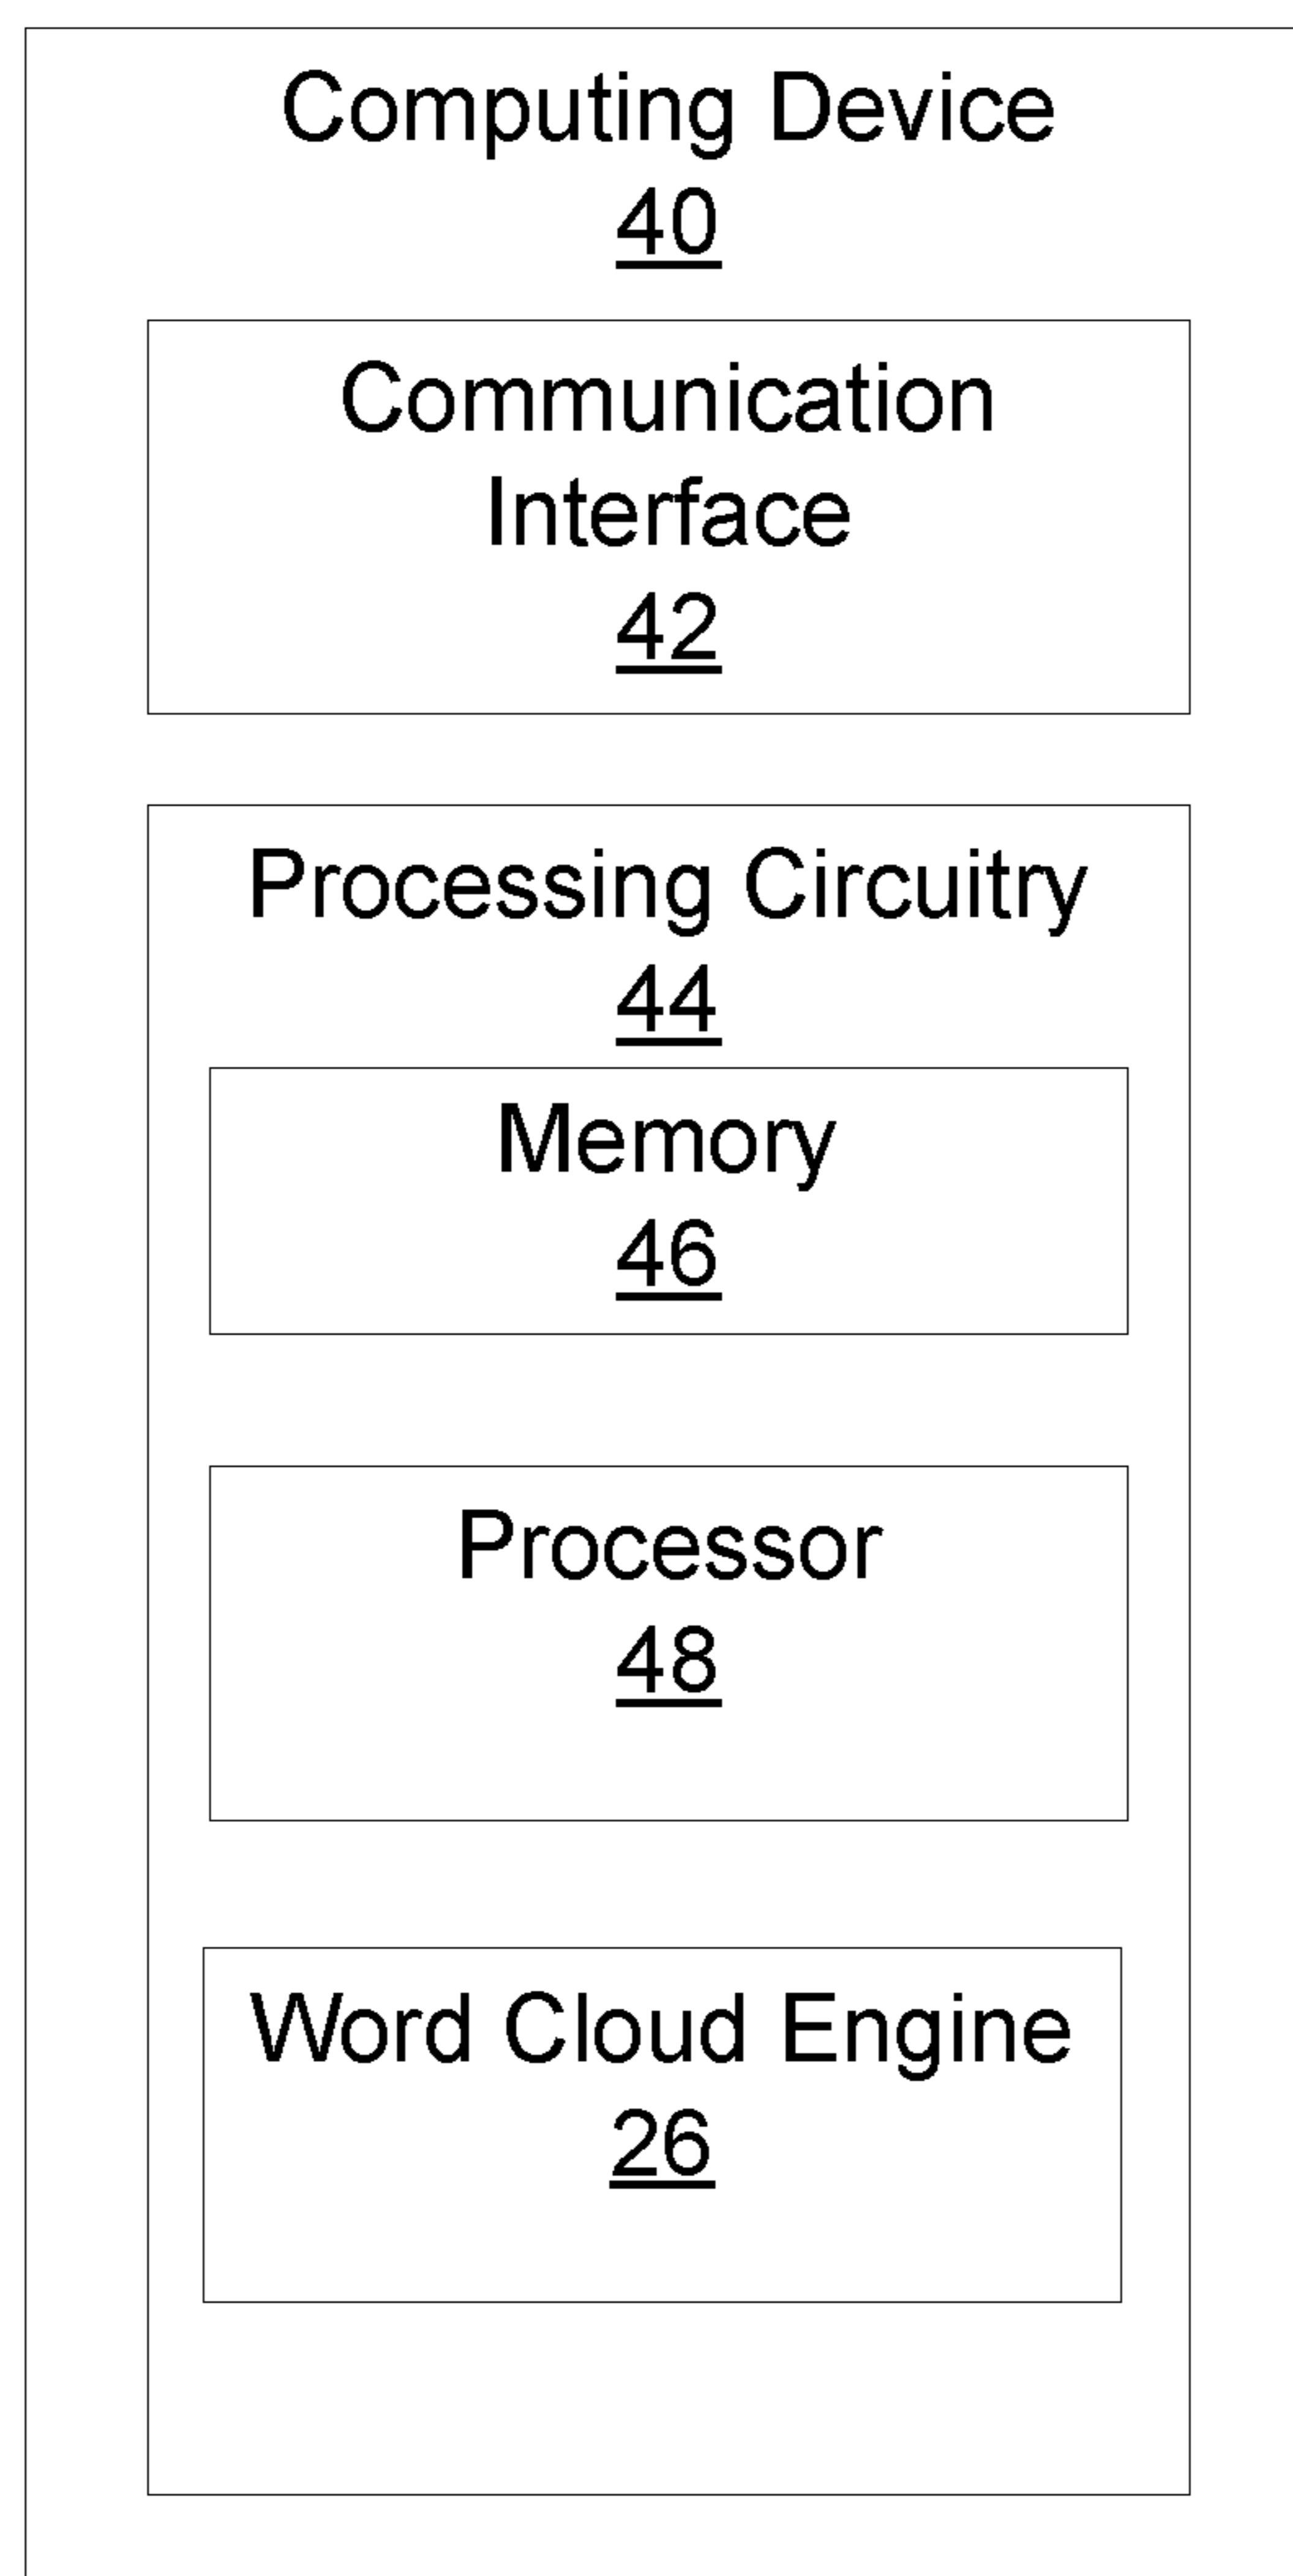 Computing Device
40
Communication
Interface
42
Processing Circuitry
44
Memory
46
Processor
48
Word Cloud Engine
26